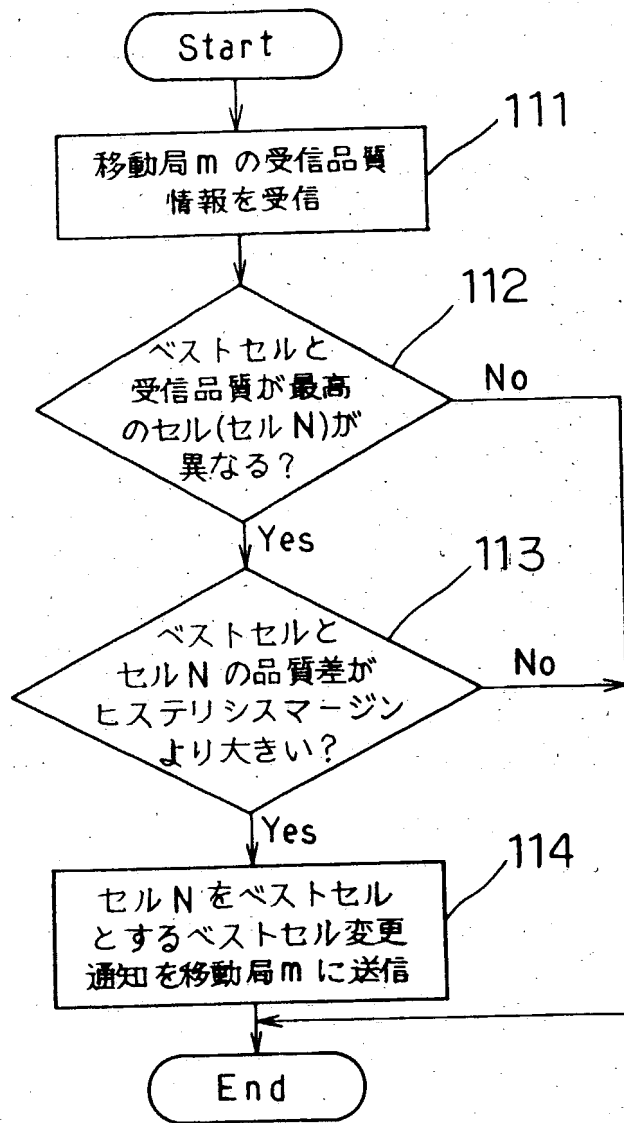 Start
111
移動局mの受信品質
情報を受信
112
ベストセルと
受信品質が最高
のセル(セルN)が
異なる?
No
Yes
113
ベストセルと
セルNの品質差が
ヒステリシスマージン
より大きい?
No
Yes
114
セルNをベストセル
とするベストセル変更
通知を移動局mに送信
End